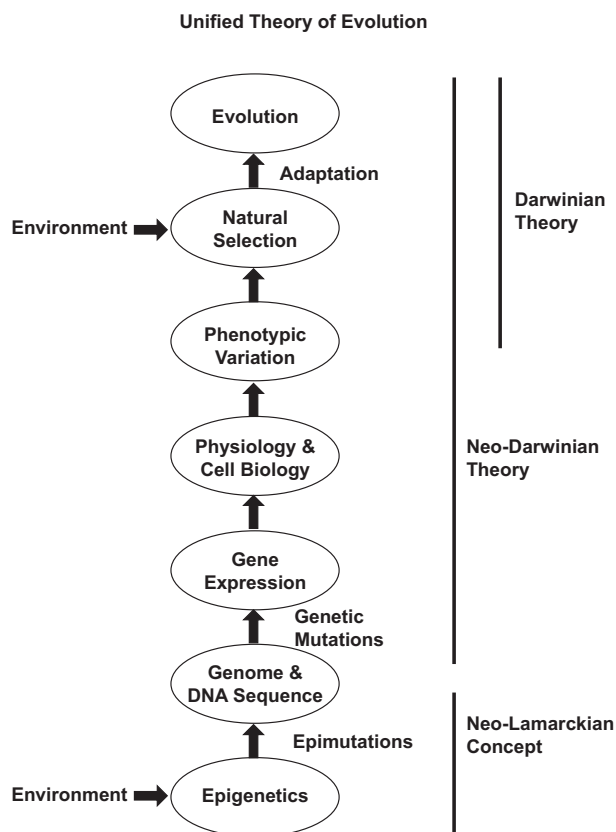 Unified Theory of Evolution
Evolution
Adaptation
Environment
Natural
Selection
Darwinian
Theory
Phenotypic
Variation
Physiology &
Cell Biology
Neo-Darwinian
Theory
Gene
Expression
Genetic
Mutations
Genome &
DNA Sequence
Epimutations
Neo-Lamarckian
Concept
Environment
Epigenetics